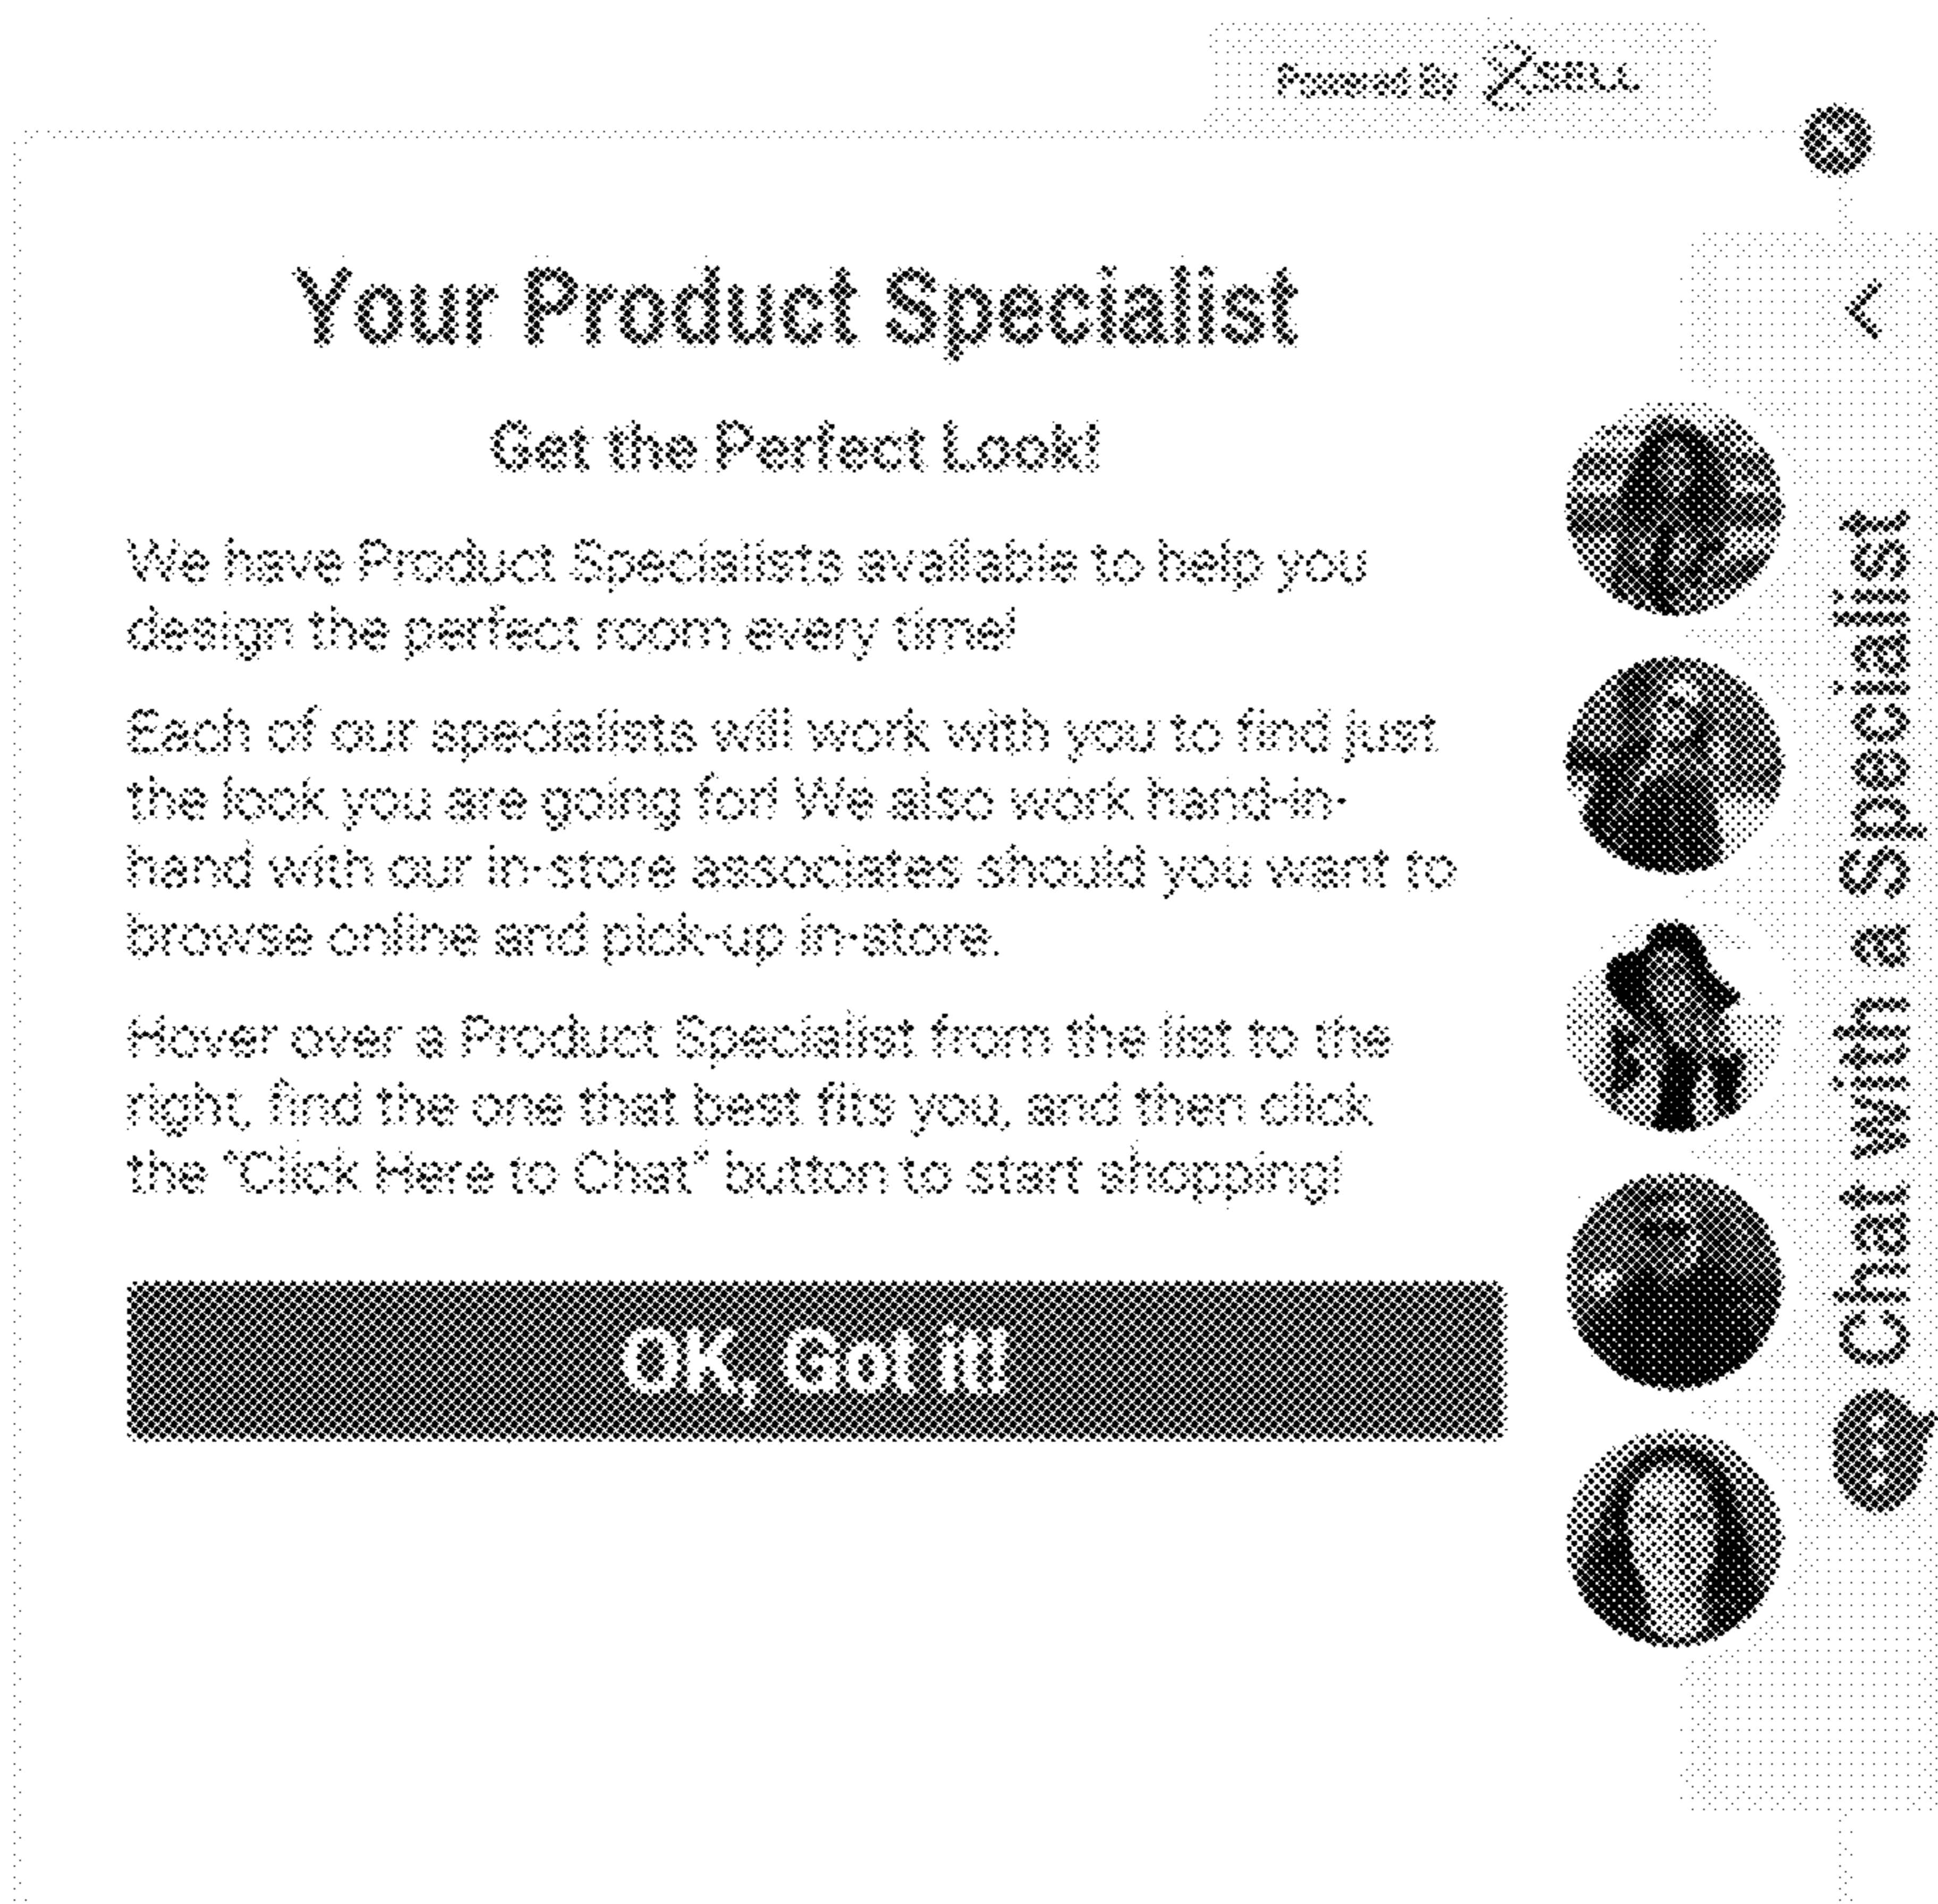 Powered By 2SELL
Your Product Specialist
Get the Perfect Look!
We have Product Specialists available to help you
design the perfect room every time!
Each of our specialists will work with you to find just
the look you are going for! We also work hand-in-
hand with our in-store associates should you want to
browse online and pick-up in-store.
Hover over a Product Specialist from the list to the
right, find the one that best fits you, and then click
the "Click Here to Chat" button to start shopping!
OK, Got it!
Chat with a Specialist